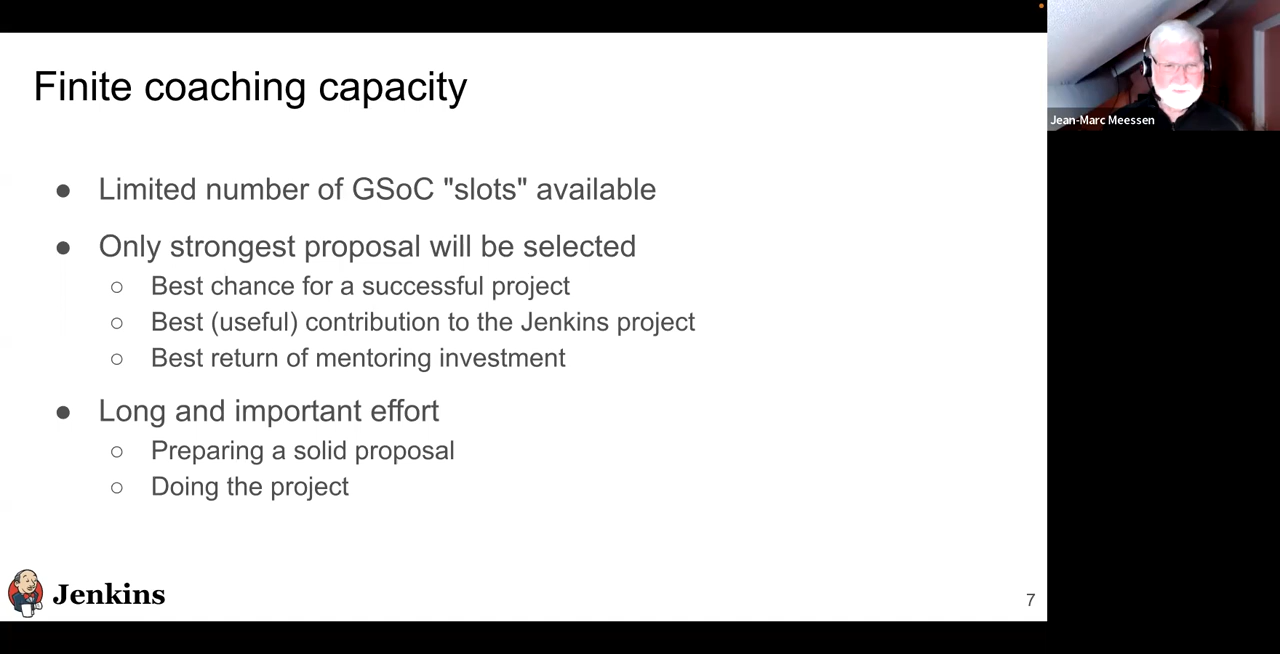 Finite coaching capacity
● Limited number of GSoC "slots" available
● Only strongest proposal will be selected
○ Best chance for a successful project
○ Best (useful) contribution to the Jenkins project
○ Best return of mentoring investment
● Long and important effort
○ Preparing a solid proposal
○ Doing the project
Jenkins
7
Jean-Marc Meessen